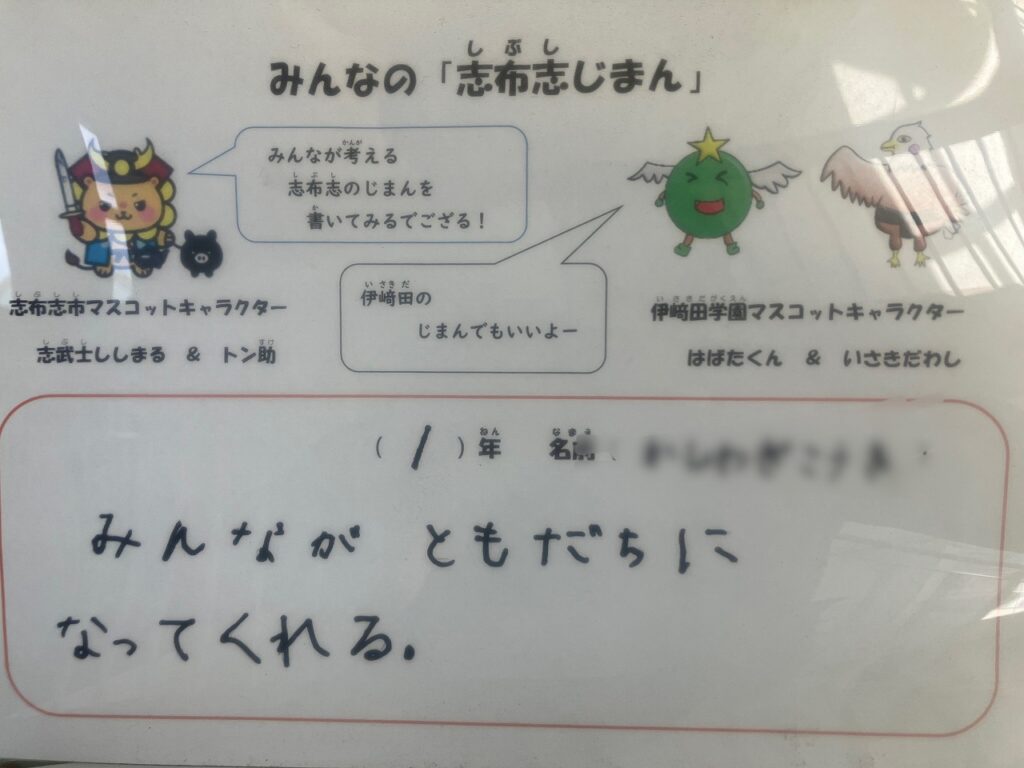 みんなの「志布志じまん」
みんなが考える
志布志のじまんを
書いてみるでござる！
伊﨑田の
じまんでもいいよー
志布志市マスコットキャラクター
志武士ししまる ＆ トン助
伊﨑田学園マスコットキャラクター
はばたくん ＆ いさきだわし
（ 1 ）年 名前
みんなが ともだちに
なってくれる.